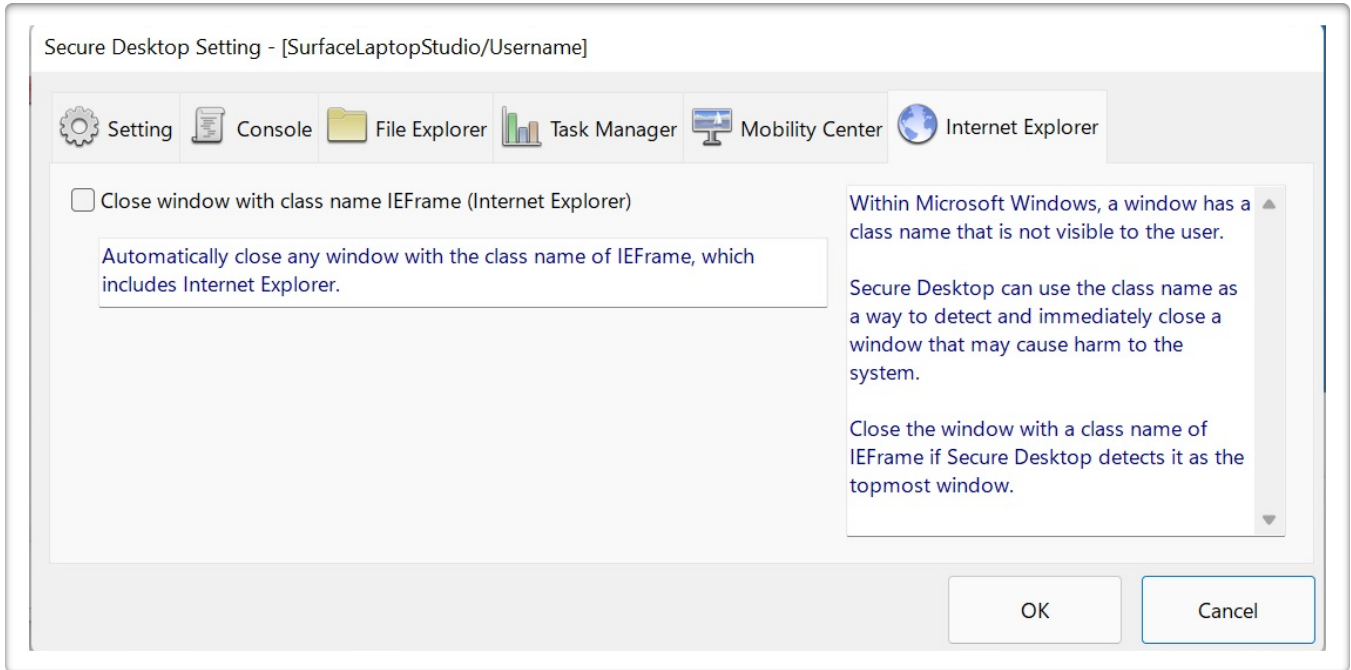 Secure Desktop Setting - [SurfaceLaptopStudio/Username]
Setting Console File Explorer Task Manager Mobility Center Internet Explorer
Close window with class name IEFrame (Internet Explorer)
Automatically close any window with the class name of IEFrame, which
includes Internet Explorer.
Within Microsoft Windows, a window has a
class name that is not visible to the user.
Secure Desktop can use the class name as
a way to detect and immediately close a
window that may cause harm to the
system.
Close the window with a class name of
IEFrame if Secure Desktop detects it as the
topmost window.
OK Cancel